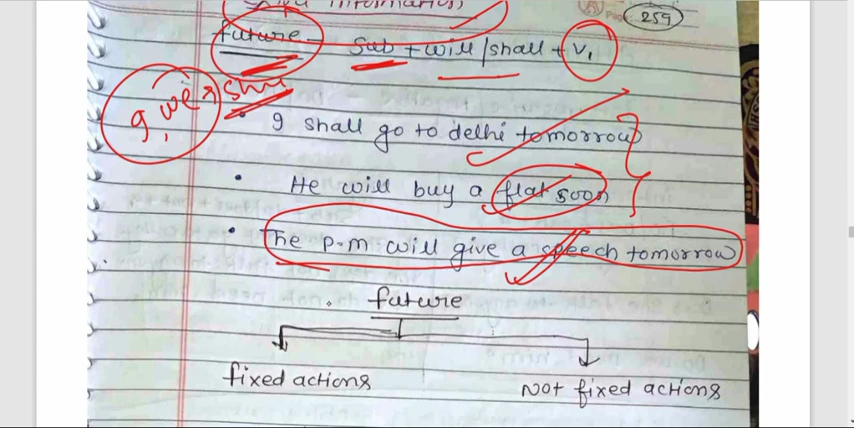 259
future - Sub + will/shall + V₁
I, we → shall
• I shall go to delhi tomorrow
• He will buy a flat soon
• The P.m will give a speech tomorrow
future
fixed actions
Not fixed actions